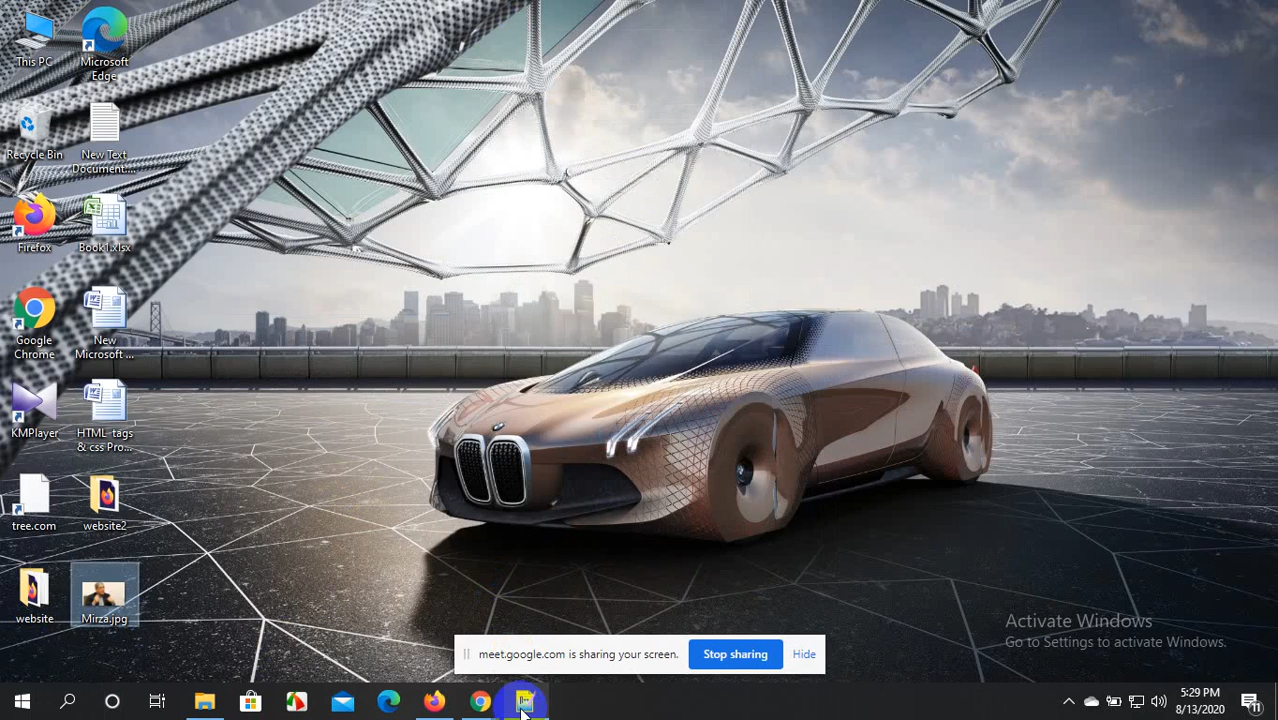 This PC
Microsoft
Edge
Recycle Bin
New Text
Document:...
Firefox
Book1.xlsx
Google
Chrome
New
Microsoft ...
KMPlayer
HTML tags
& css Pro...
tree.com
website2
website
Mirza.jpg
Activate Windows
Go to Settings to activate Windows.
meet.google.com is sharing your screen.
Stop sharing
Hide
5:29 PM
8/13/2020
11